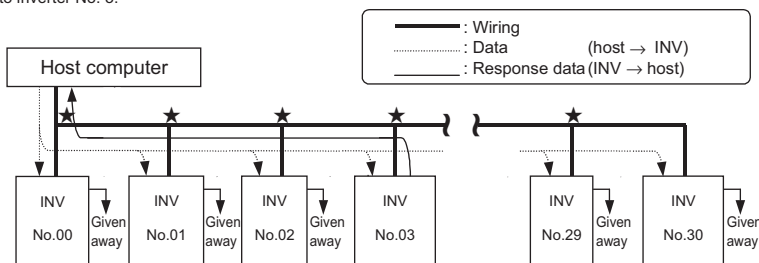 to inverter No. 3.
: Wiring
: Data (host → INV)
: Response data (INV → host)
Host computer
★ ★ ★ ★ ★
INV INV INV INV INV INV
Given away Given away Given away Given away Given away
No.00 No.01 No.02 No.03 No.29 No.30